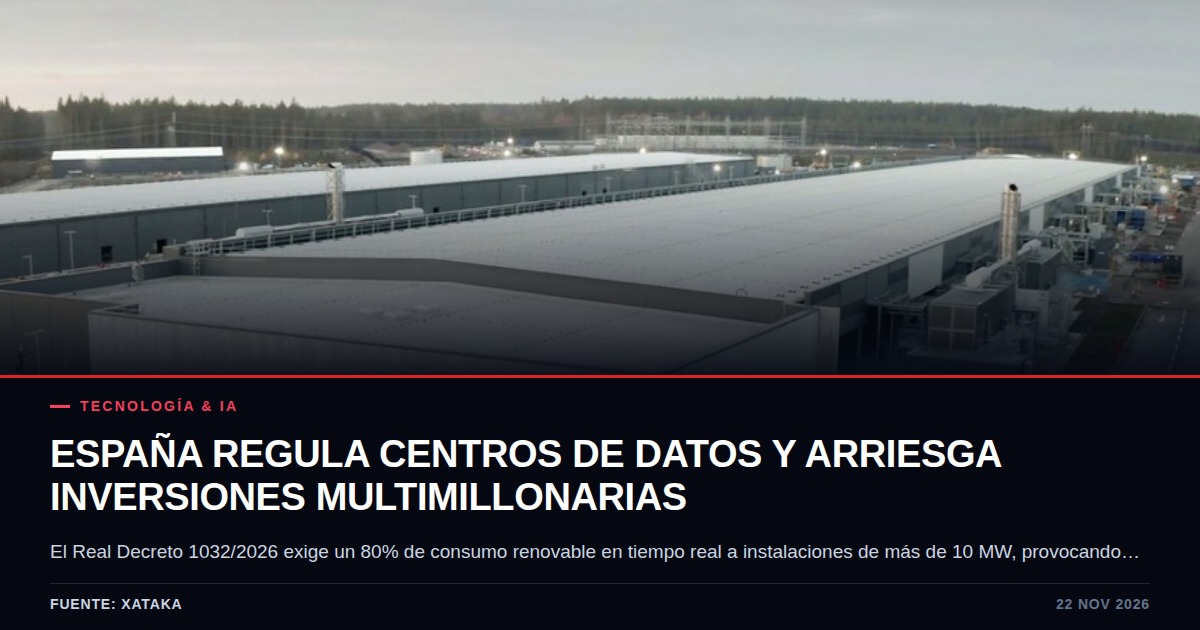 TECNOLOGÍA & IA
ESPAÑA REGULA CENTROS DE DATOS Y ARRIESGA
INVERSIONES MULTIMILLONARIAS
El Real Decreto 1032/2026 exige un 80% de consumo renovable en tiempo real a instalaciones de más de 10 MW, provocando…
FUENTE: XATAKA
22 NOV 2026